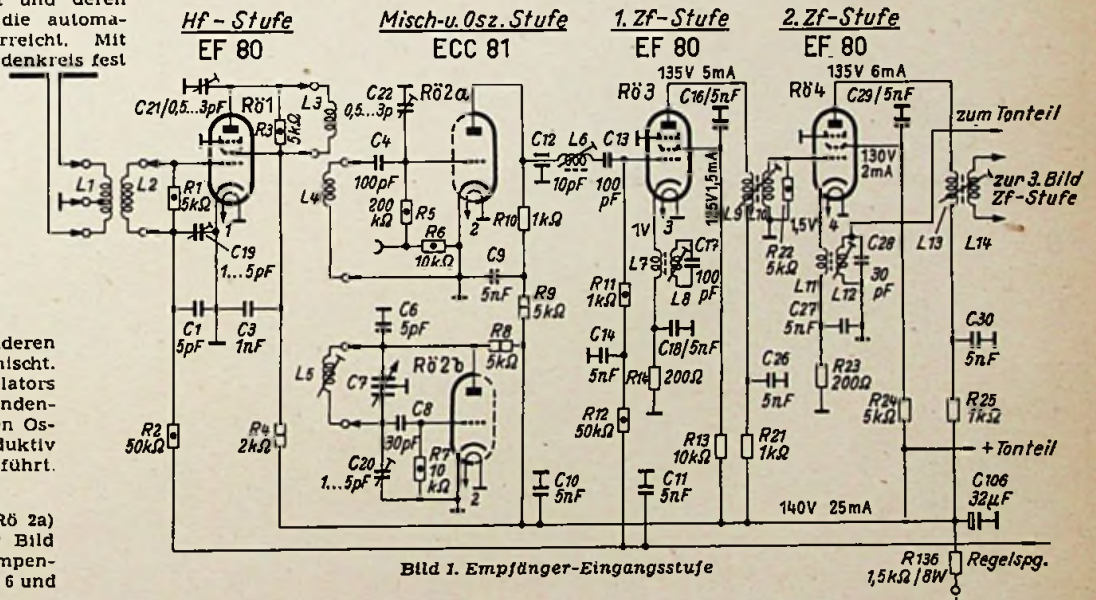 t und deren
die automa-
rreicht. Mit
denkreis fest
deren
nischt.
lators
nden-
en Os-
duktiv
führt.
Rö 2a)
r Bild
mpen-
6 und
Hf-Stufe
EF 80
Misch-u. Osz. Stufe
ECC 81
1. Zf-Stufe
EF 80
2. Zf-Stufe
EF 80
C21/0,5...3pF
Rö1
R3
5kΩ
L3
C22
0,5...3p
Rö2a
Rö3
135V 5mA
C16/5nF
Rö4
135V 6mA
C29/5nF
zum Tonteil
L1
L2
R1
5kΩ
1
C19
1...5pF
C4
100pF
L4
200
kΩ
R5
R6
10kΩ
2
R10
1kΩ
C12
10pF
L6
C13
100
pF
3
1V
L7
C17
100
pF
L8
L9
L10
1,5V
R22
5kΩ
4
130V
2mA
C28
30
pF
L11
L12
zur 3. Bild
Zf-Stufe
L13
L14
C1
5pF
C3
1nF
C9
5nF
R9
5kΩ
R11
1kΩ
C14
5nF
C18/5nF
R14
200Ω
C27
5nF
C26
5nF
R23
200Ω
C30
5nF
C6
5pF
L5
C7
R8
5kΩ
Rö2b
C8
30pF
R7
10
kΩ
C20
1...5pF
2
R2
50kΩ
R4
2kΩ
R12
50kΩ
R13
10kΩ
R21
1kΩ
R24
5kΩ
R25
1kΩ
+Tonteil
C10
5nF
C11
5nF
140V 25mA
C106
32µF
R136
1,5kΩ/8W
Regelspg.
Bild 1. Empfänger-Eingangsstufe